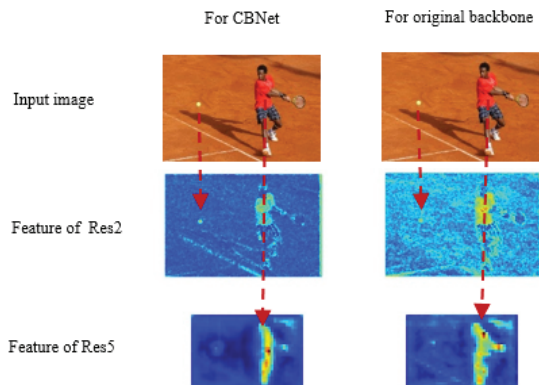 For CBNet
For original backbone
Input image
Feature of Res2
Feature of Res5